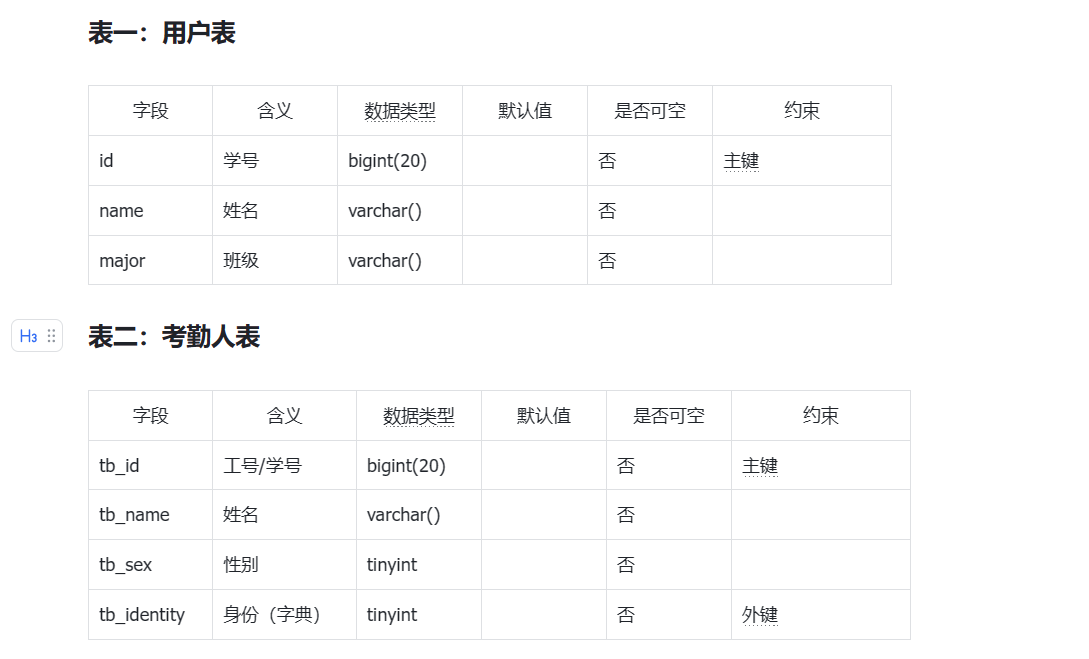 表一：用户表
字段 含义 数据类型 默认值 是否可空 约束
id 学号 bigint(20) 否 主键
name 姓名 varchar() 否
major 班级 varchar() 否
H3 表二：考勤人表
字段 含义 数据类型 默认值 是否可空 约束
tb_id 工号/学号 bigint(20) 否 主键
tb_name 姓名 varchar() 否
tb_sex 性别 tinyint 否
tb_identity 身份（字典） tinyint 否 外键